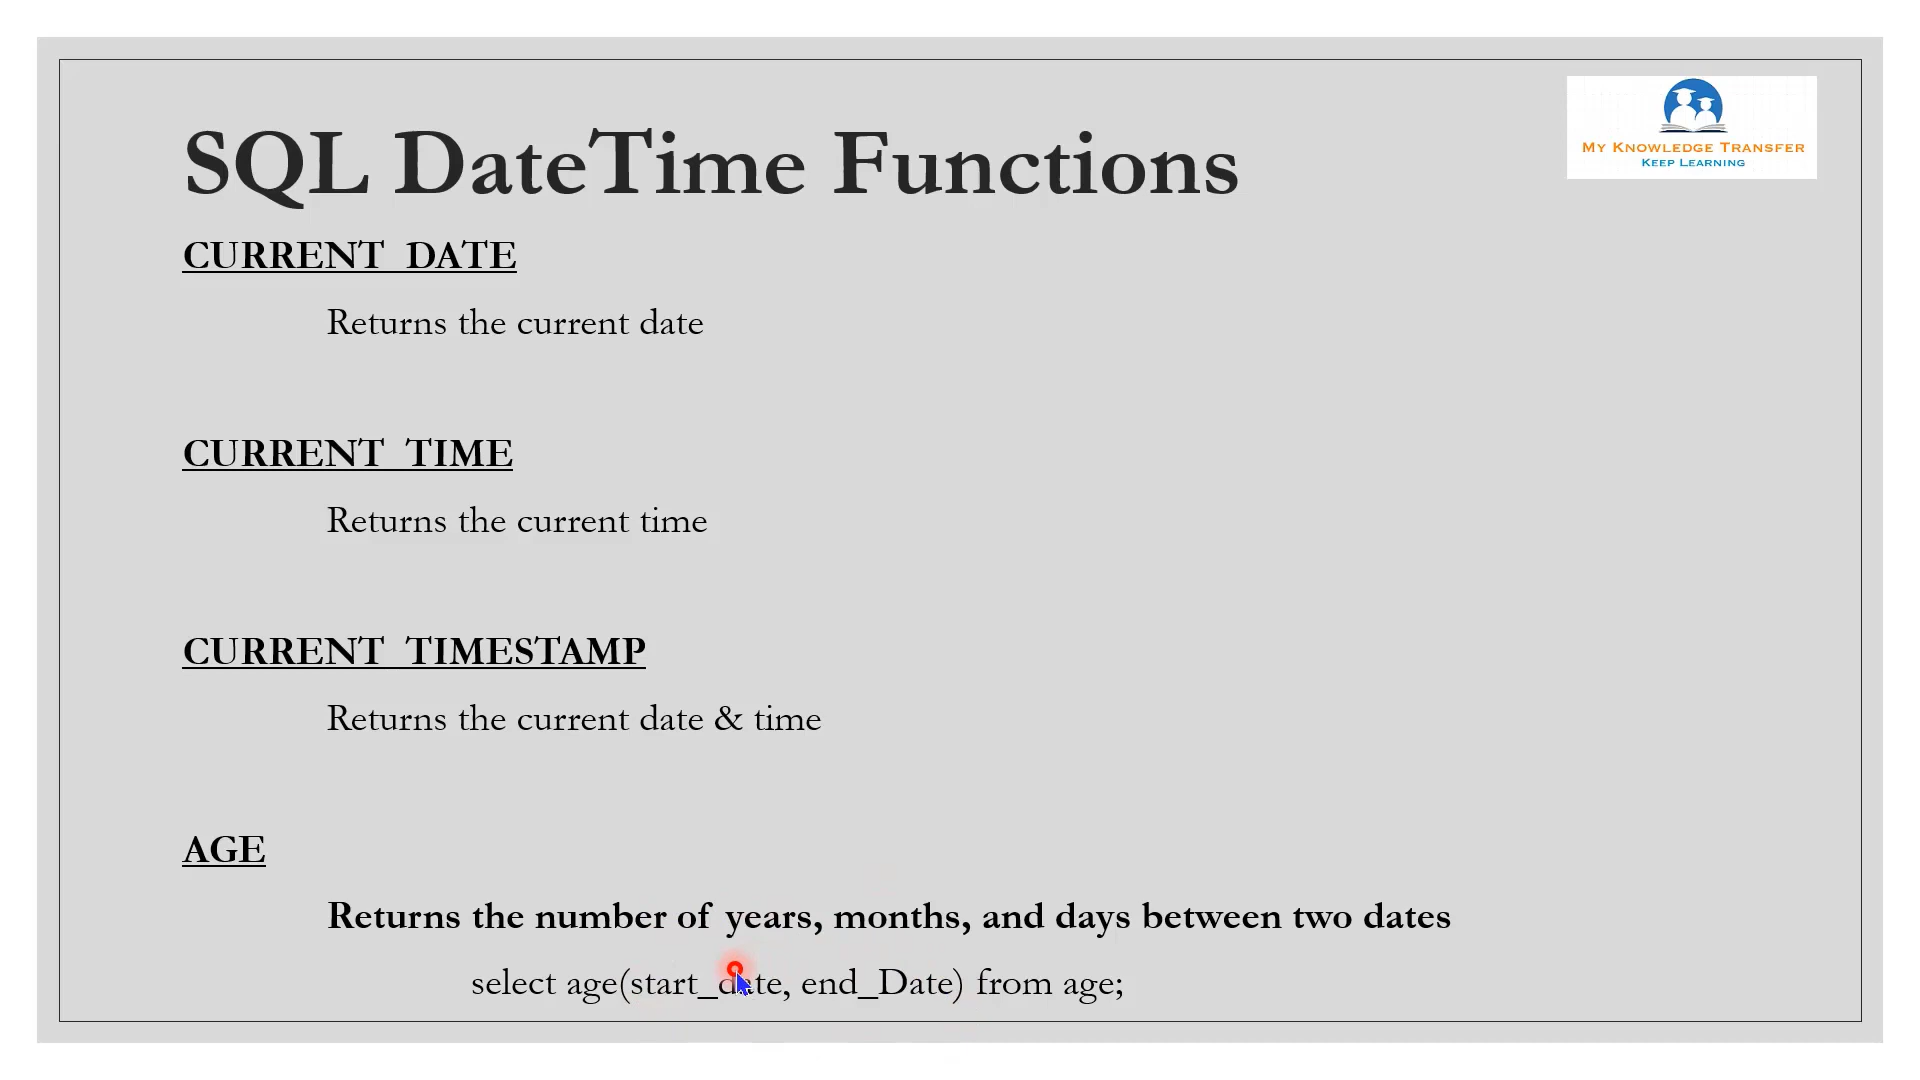 SQL DateTime Functions
MY KNOWLEDGE TRANSFER
KEEP LEARNING
CURRENT_DATE
Returns the current date
CURRENT_TIME
Returns the current time
CURRENT_TIMESTAMP
Returns the current date & time
AGE
Returns the number of years, months, and days between two dates
select age(start_date, end_Date) from age;